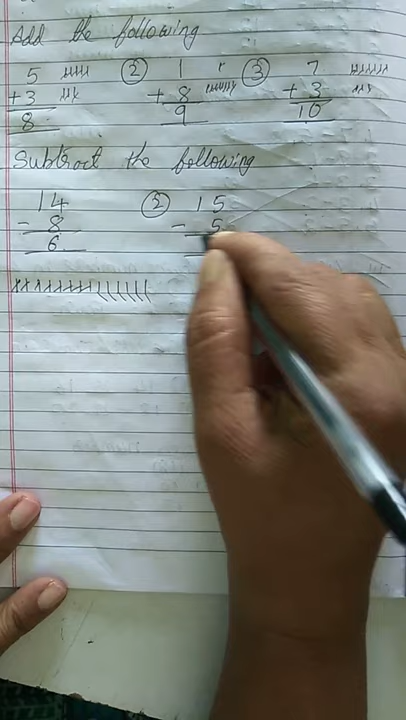 Add the following
5 ② 1 ③ 7
+ 3 + 8 + 3
8 9 10
Subtract the following
14 ② 15
- 8 - 5
6